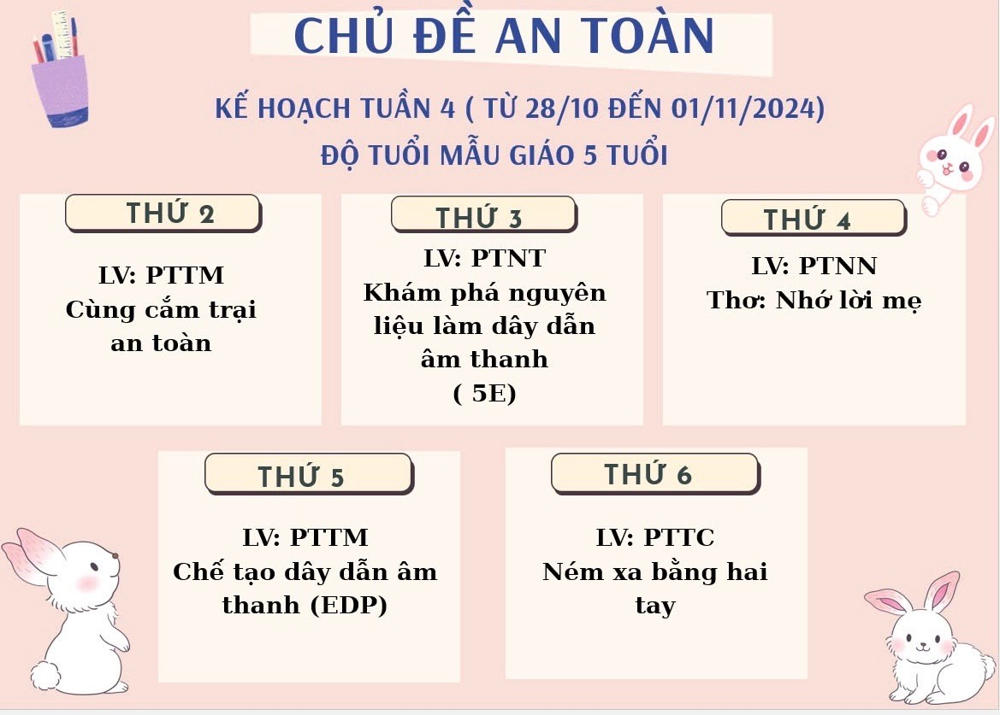 CHỦ ĐỀ AN TOÀN
KẾ HOẠCH TUẦN 4 ( TỪ 28/10 ĐẾN 01/11/2024)
ĐỘ TUỔI MẪU GIÁO 5 TUỔI
THỨ 2
LV: PTTM
Cùng cắm trại
an toàn
THỨ 3
LV: PTNT
Khám phá nguyên
liệu làm dây dẫn
âm thanh
( 5E)
THỨ 4
LV: PTNN
Thơ: Nhớ lời mẹ
THỨ 5
LV: PTTM
Chế tạo dây dẫn âm
thanh (EDP)
THỨ 6
LV: PTTC
Ném xa bằng hai
tay